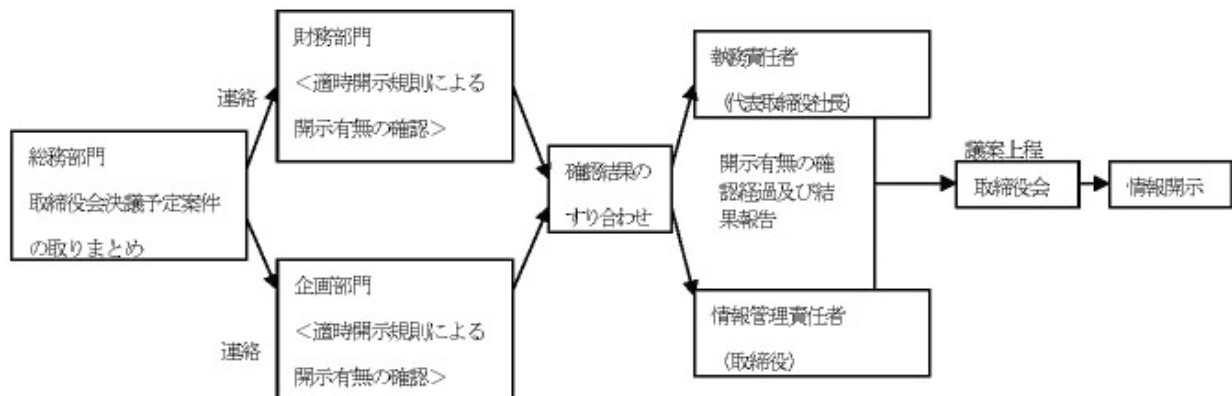 総務部門
取締役会決議予定案件
の取りまとめ
連絡
財務部門
<適時開示規則による
開示有無の確認>
連絡
企画部門
<適時開示規則による
開示有無の確認>
確認結果の
すり合わせ
執務責任者
(代表取締役社長)
開示有無の確
認経過及び結
果報告
情報管理責任者
(取締役)
議案上程
取締役会
情報開示